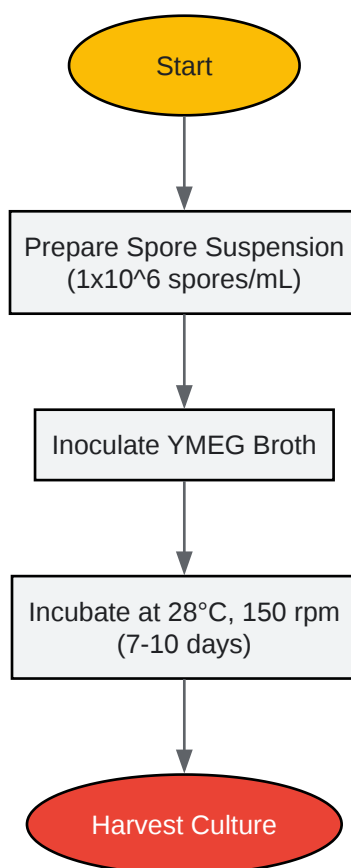 Start
Prepare Spore Suspension
(1x10^6 spores/mL)
Inoculate YMEG Broth
Incubate at 28°C, 150 rpm
(7-10 days)
Harvest Culture